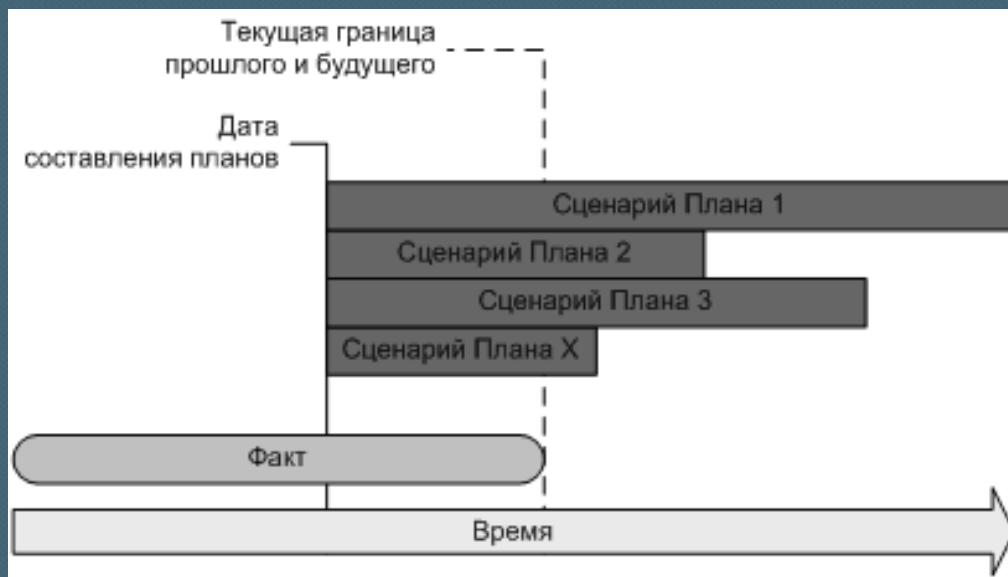 Текущая граница
прошлого и будущего
Дата
составления планов
Сценарий Плана 1
Сценарий Плана 2
Сценарий Плана 3
Сценарий Плана X
Факт
Время